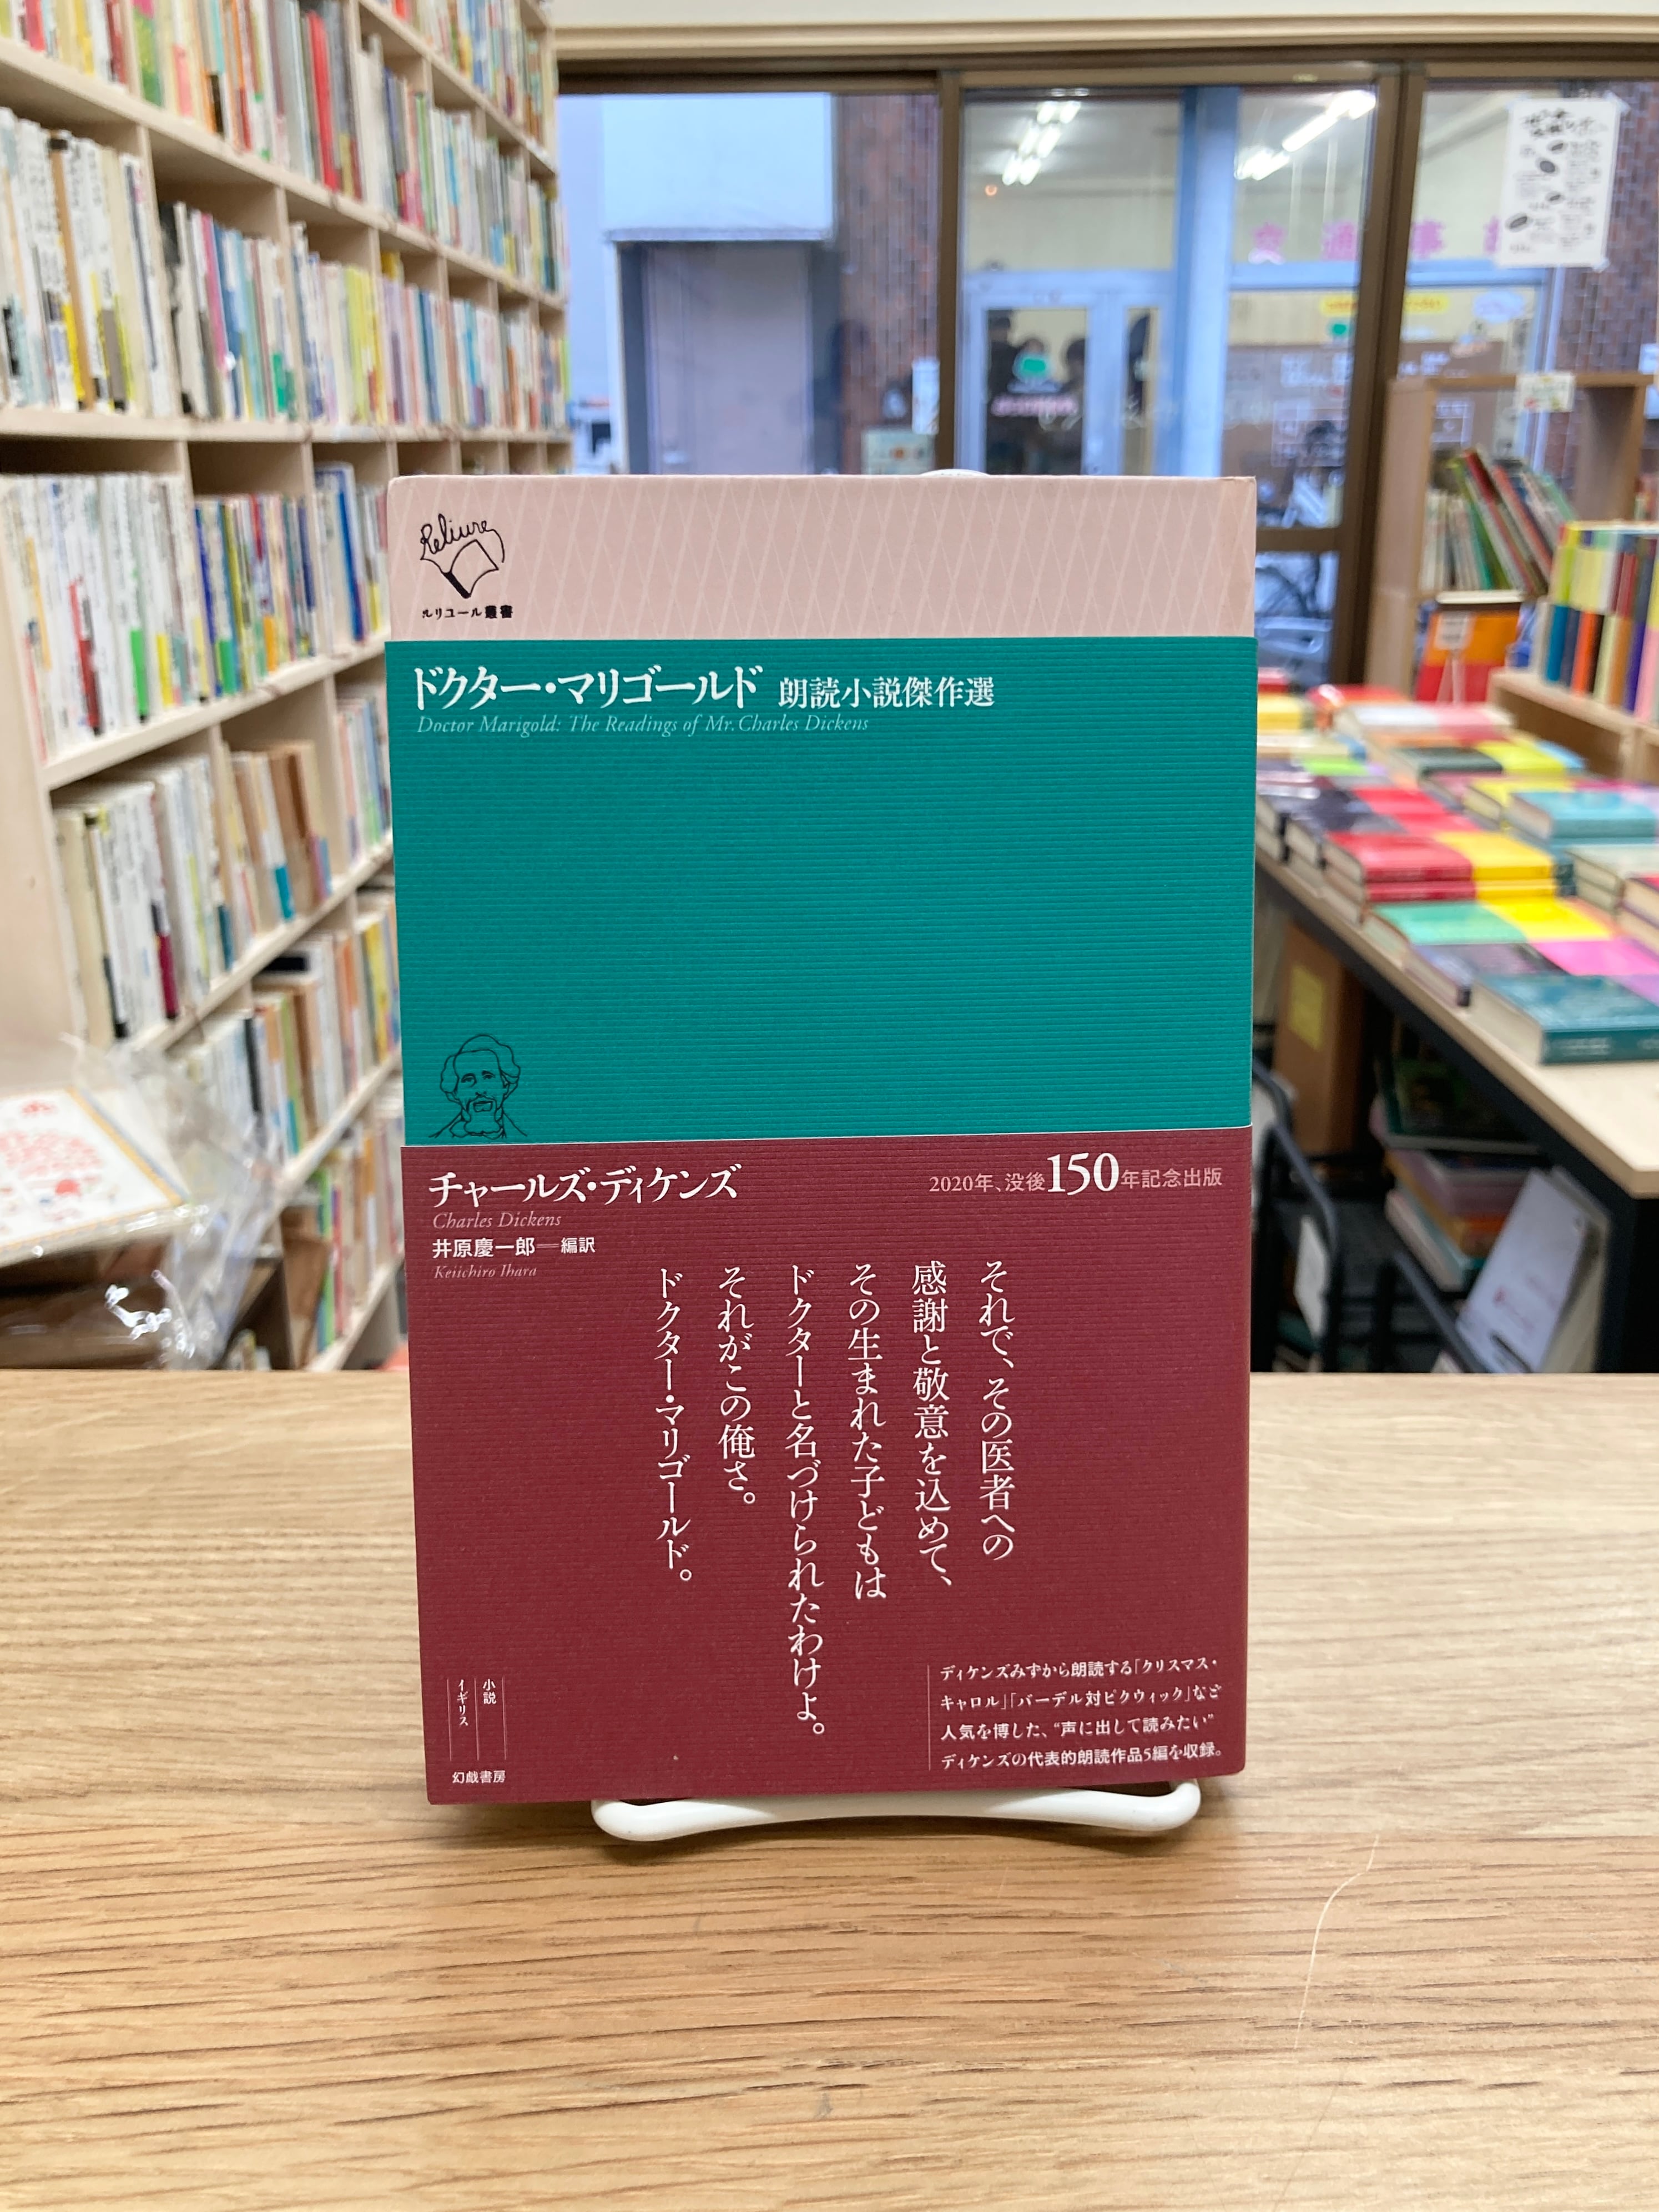 Reliure
ルリユール叢書
ドクター・マリゴールド 朗読小説傑作選
Doctor Marigold: The Readings of Mr. Charles Dickens
チャールズ・ディケンズ
Charles Dickens
井原慶一郎──編訳
Keiichiro Ihara
2020年、没後150年記念出版
それで、その医者への
感謝と敬意を込めて、
その生まれた子どもは
ドクターと名づけられたわけよ。
それがこの俺さ。
ドクター・マリゴールド。
ディケンズみずから朗読する「クリスマス・
キャロル」「バーデル対ピクウィック」など
人気を博した、“声に出して読みたい”
ディケンズの代表的朗読作品5編を収録。
小説
イギリス
幻戯書房
交通事